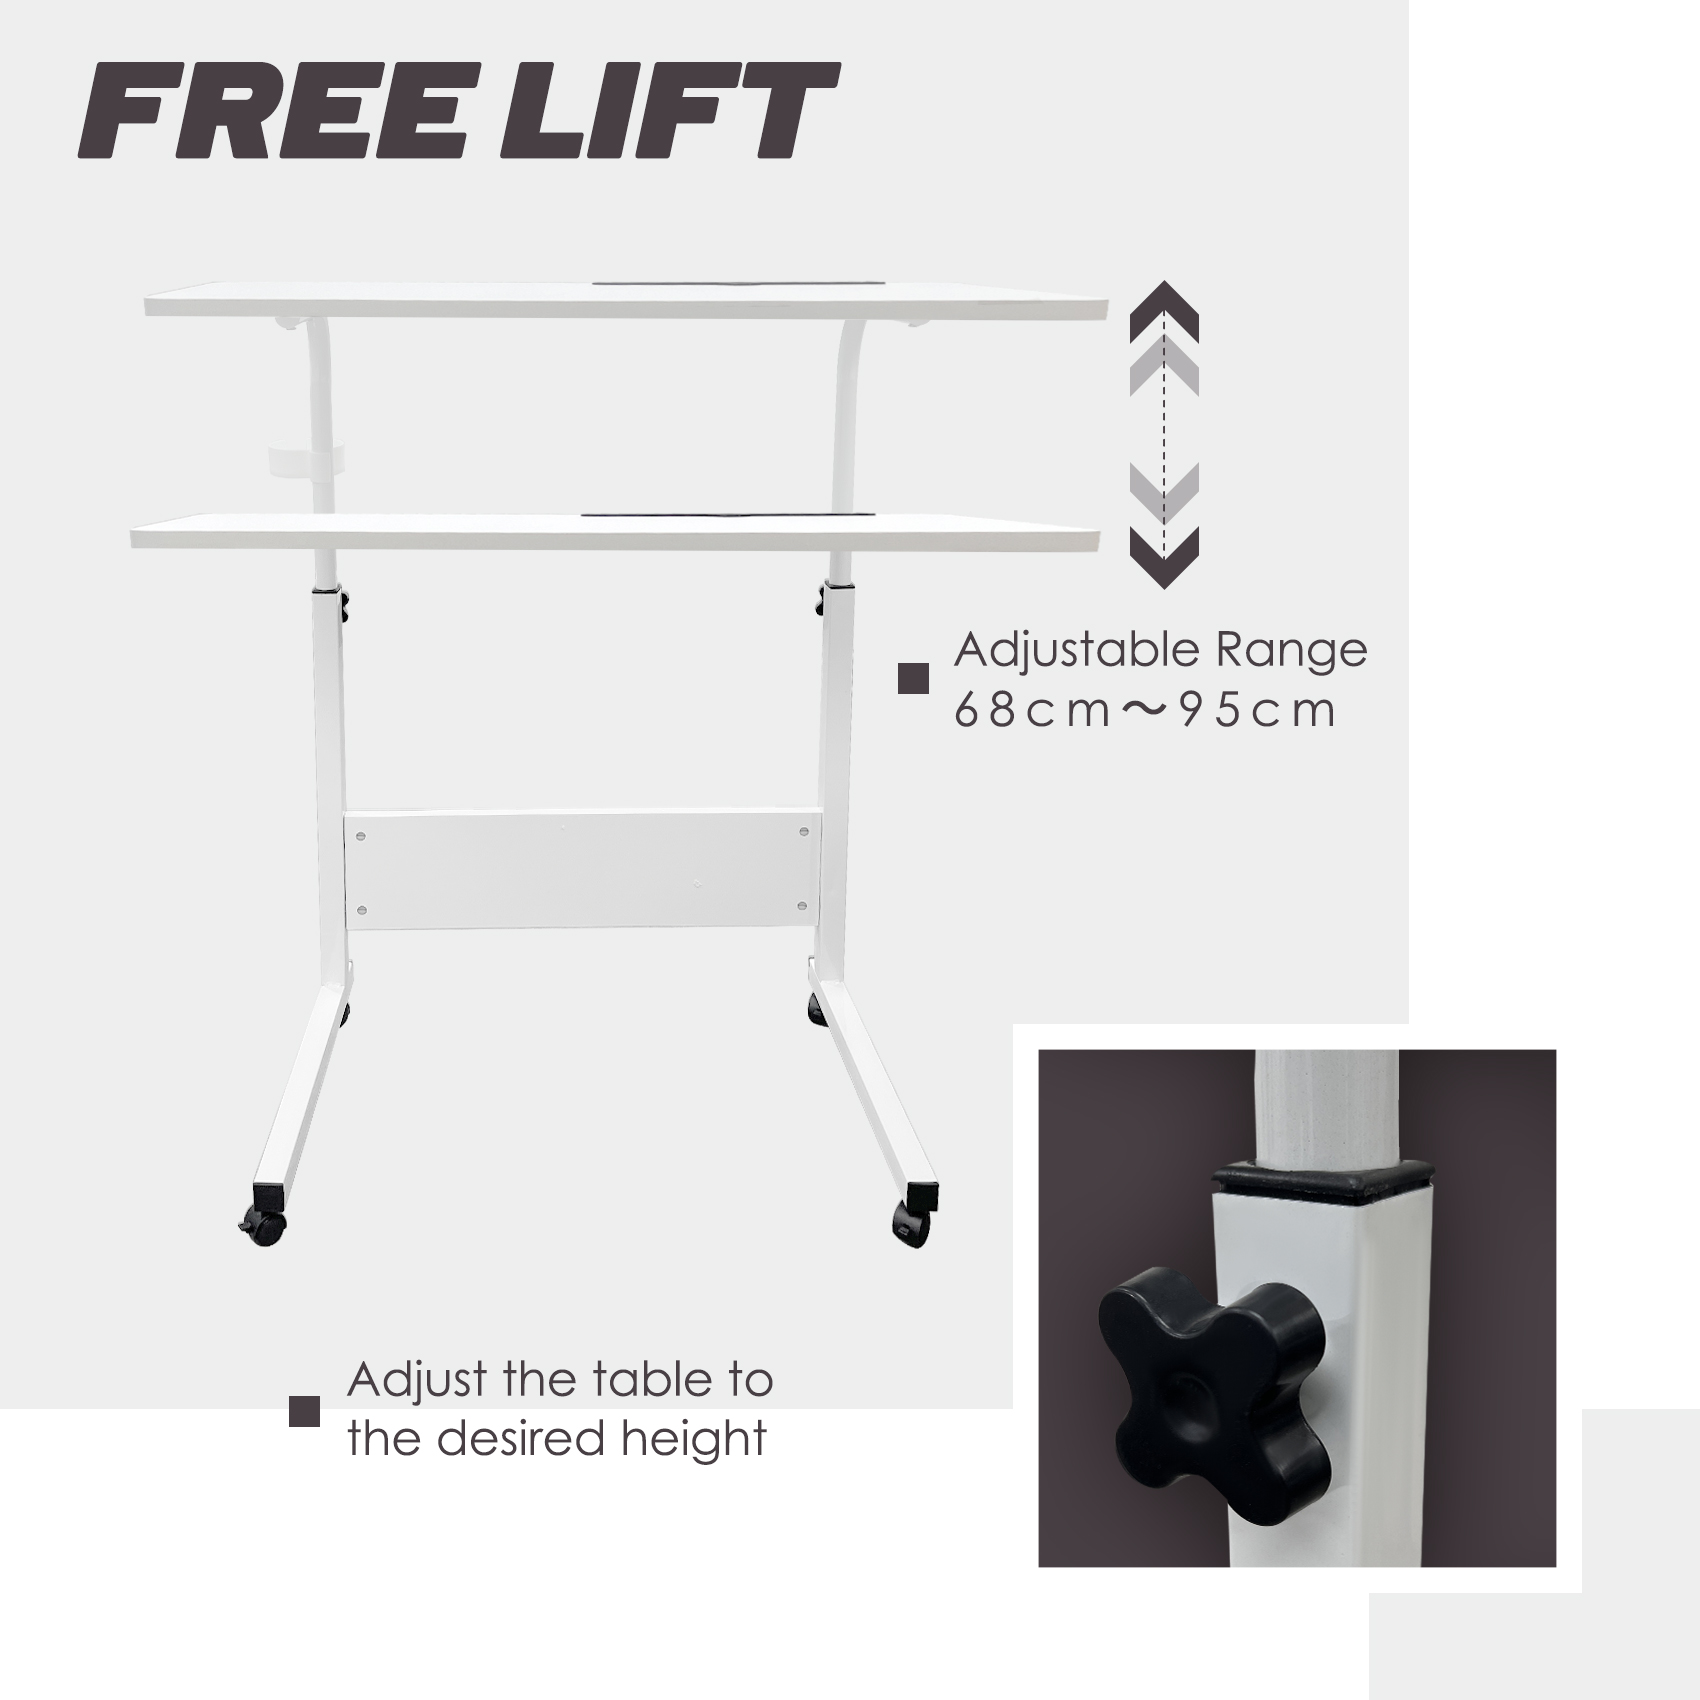 FREE LIFT
Adjustable Range
68cm～95cm
Adjust the table to
the desired height